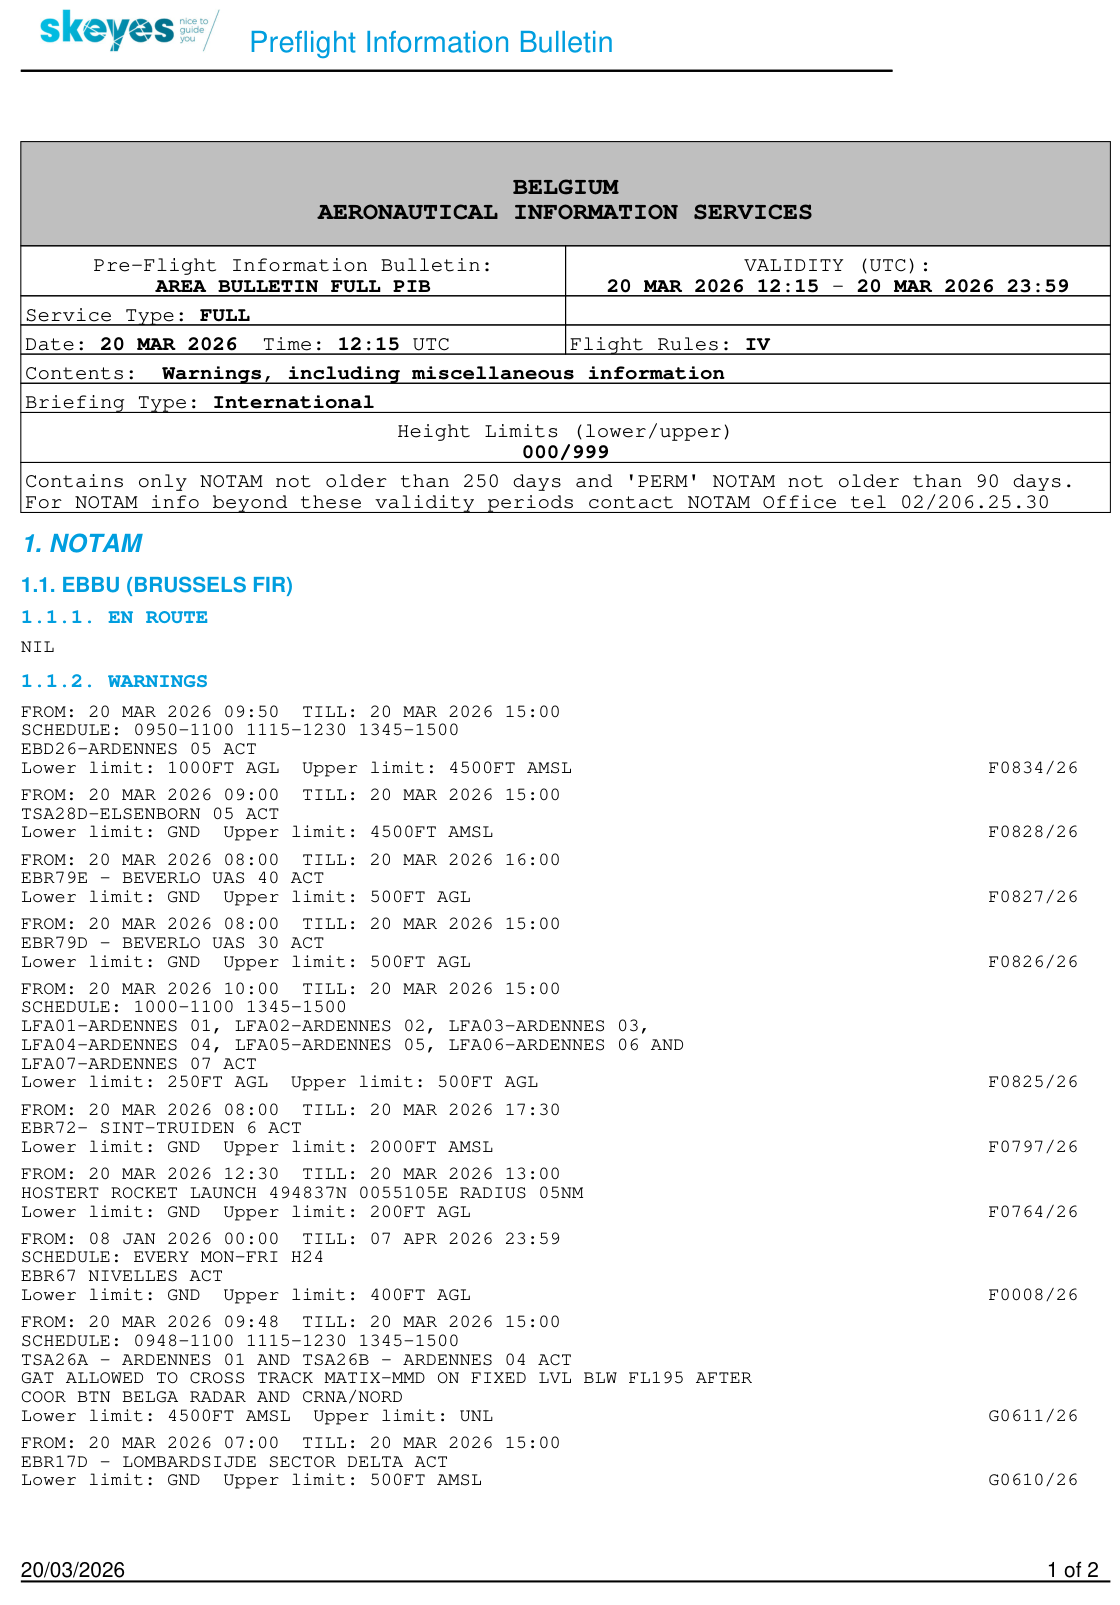 skeyes nice to guide you
Preflight Information Bulletin
BELGIUM
AERONAUTICAL INFORMATION SERVICES
Pre-Flight Information Bulletin:
AREA BULLETIN FULL PIB
VALIDITY (UTC):
20 MAR 2026 12:15 - 20 MAR 2026 23:59
Service Type: FULL
Date: 20 MAR 2026  Time: 12:15 UTC
Flight Rules: IV
Contents:  Warnings, including miscellaneous information
Briefing Type: International
Height Limits (lower/upper)
000/999
Contains only NOTAM not older than 250 days and 'PERM' NOTAM not older than 90 days.
For NOTAM info beyond these validity periods contact NOTAM Office tel 02/206.25.30
1. NOTAM
1.1. EBBU (BRUSSELS FIR)
1.1.1. EN ROUTE
NIL
1.1.2. WARNINGS
FROM: 20 MAR 2026 09:50  TILL: 20 MAR 2026 15:00
SCHEDULE: 0950-1100 1115-1230 1345-1500
EBD26-ARDENNES 05 ACT
Lower limit: 1000FT AGL  Upper limit: 4500FT AMSL F0834/26
FROM: 20 MAR 2026 09:00  TILL: 20 MAR 2026 15:00
TSA28D-ELSENBORN 05 ACT
Lower limit: GND  Upper limit: 4500FT AMSL F0828/26
FROM: 20 MAR 2026 08:00  TILL: 20 MAR 2026 16:00
EBR79E - BEVERLO UAS 40 ACT
Lower limit: GND  Upper limit: 500FT AGL F0827/26
FROM: 20 MAR 2026 08:00  TILL: 20 MAR 2026 15:00
EBR79D - BEVERLO UAS 30 ACT
Lower limit: GND  Upper limit: 500FT AGL F0826/26
FROM: 20 MAR 2026 10:00  TILL: 20 MAR 2026 15:00
SCHEDULE: 1000-1100 1345-1500
LFA01-ARDENNES 01, LFA02-ARDENNES 02, LFA03-ARDENNES 03,
LFA04-ARDENNES 04, LFA05-ARDENNES 05, LFA06-ARDENNES 06 AND
LFA07-ARDENNES 07 ACT
Lower limit: 250FT AGL  Upper limit: 500FT AGL F0825/26
FROM: 20 MAR 2026 08:00  TILL: 20 MAR 2026 17:30
EBR72- SINT-TRUIDEN 6 ACT
Lower limit: GND  Upper limit: 2000FT AMSL F0797/26
FROM: 20 MAR 2026 12:30  TILL: 20 MAR 2026 13:00
HOSTERT ROCKET LAUNCH 494837N 0055105E RADIUS 05NM
Lower limit: GND  Upper limit: 200FT AGL F0764/26
FROM: 08 JAN 2026 00:00  TILL: 07 APR 2026 23:59
SCHEDULE: EVERY MON-FRI H24
EBR67 NIVELLES ACT
Lower limit: GND  Upper limit: 400FT AGL F0008/26
FROM: 20 MAR 2026 09:48  TILL: 20 MAR 2026 15:00
SCHEDULE: 0948-1100 1115-1230 1345-1500
TSA26A - ARDENNES 01 AND TSA26B - ARDENNES 04 ACT
GAT ALLOWED TO CROSS TRACK MATIX-MMD ON FIXED LVL BLW FL195 AFTER
COOR BTN BELGA RADAR AND CRNA/NORD
Lower limit: 4500FT AMSL  Upper limit: UNL G0611/26
FROM: 20 MAR 2026 07:00  TILL: 20 MAR 2026 15:00
EBR17D - LOMBARDSIJDE SECTOR DELTA ACT
Lower limit: GND  Upper limit: 500FT AMSL G0610/26
20/03/2026 1 of 2